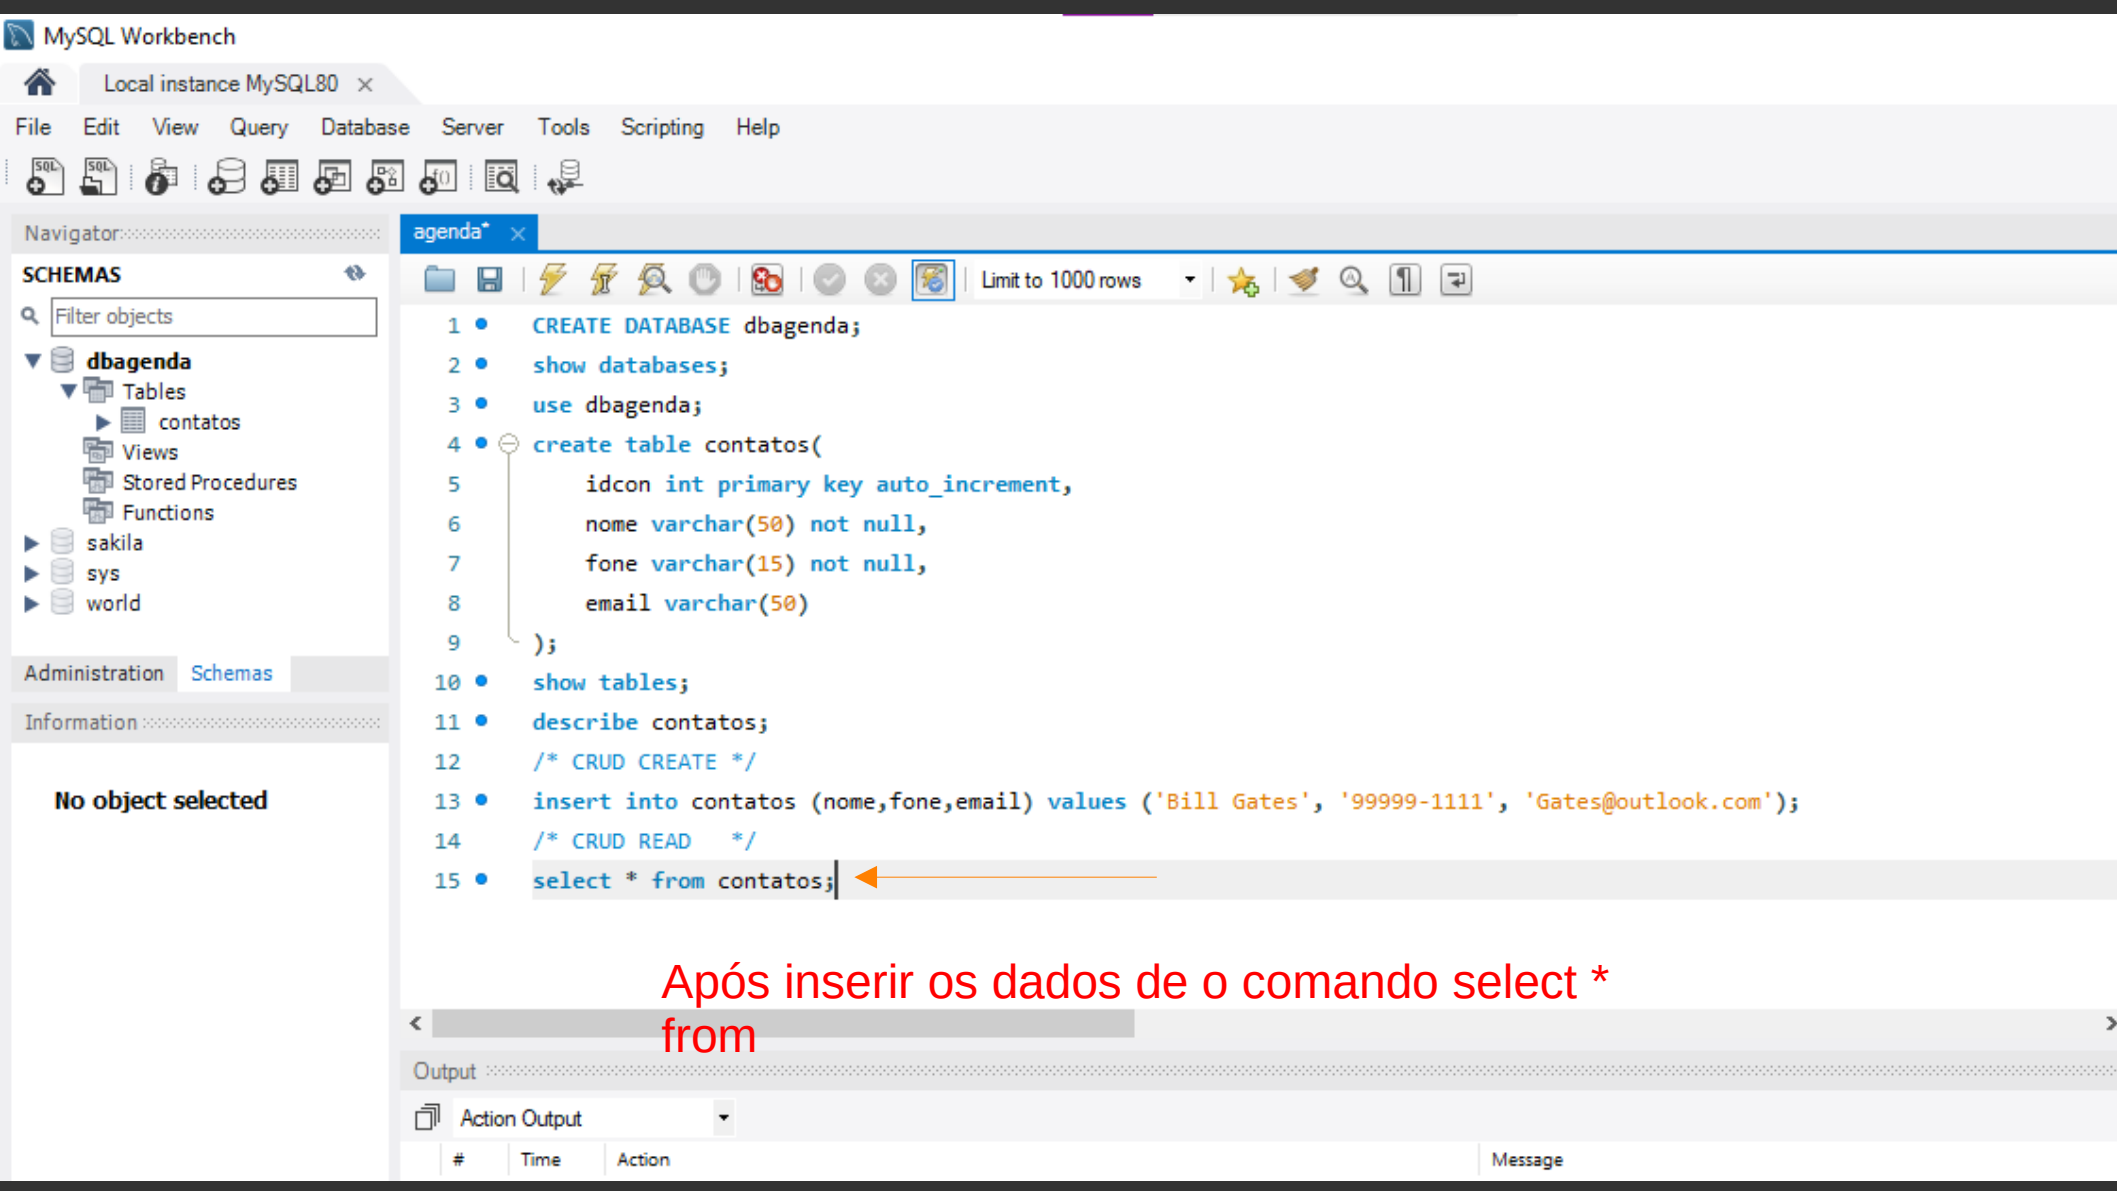 MySQL Workbench
Local instance MySQL80 ×
File Edit View Query Database Server Tools Scripting Help
Navigator
agenda* ×
SCHEMAS
Limit to 1000 rows
Filter objects
dbagenda
Tables
contatos
Views
Stored Procedures
Functions
sakila
sys
world
Administration Schemas
Information
No object selected
1 CREATE DATABASE dbagenda;
2 show databases;
3 use dbagenda;
4 create table contatos(
5 idcon int primary key auto_increment,
6 nome varchar(50) not null,
7 fone varchar(15) not null,
8 email varchar(50)
9 );
10 show tables;
11 describe contatos;
12 /* CRUD CREATE */
13 insert into contatos (nome,fone,email) values ('Bill Gates', '99999-1111', 'Gates@outlook.com');
14 /* CRUD READ */
15 select * from contatos;
Após inserir os dados de o comando select *
from
Output
Action Output
# Time Action Message